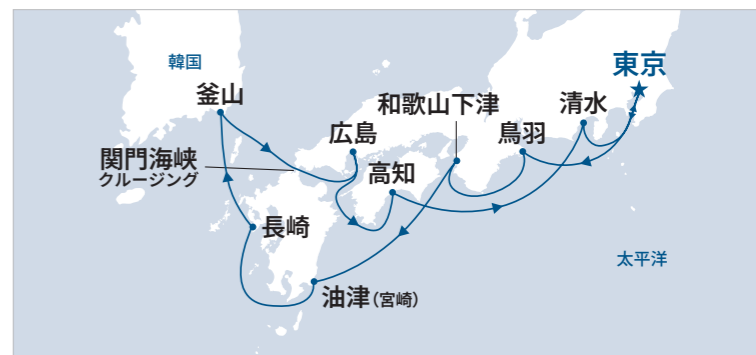 韓国
釜山
関門海峡
クルージング
広島
和歌山下津
高知
鳥羽
清水
東京
長崎
油津（宮崎）
太平洋